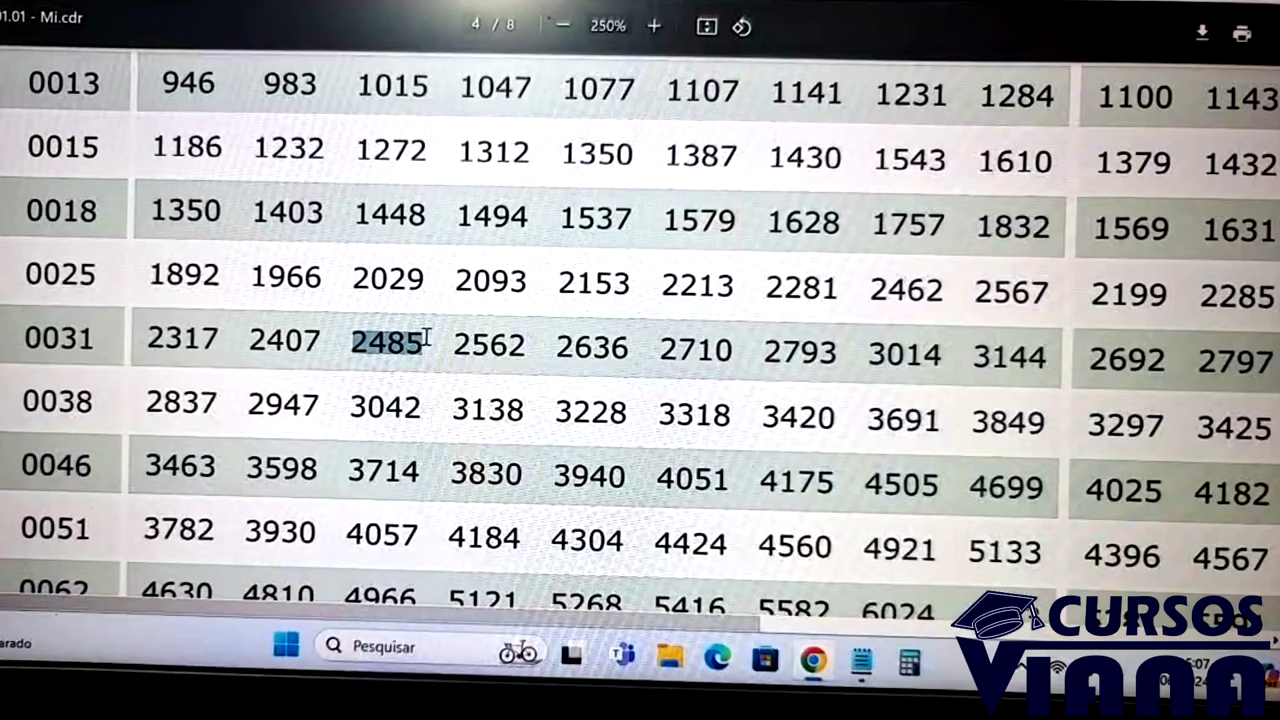 01.01 - Mi.cdr
4 / 8
250%
0013 946 983 1015 1047 1077 1107 1141 1231 1284 1100 1143
0015 1186 1232 1272 1312 1350 1387 1430 1543 1610 1379 1432
0018 1350 1403 1448 1494 1537 1579 1628 1757 1832 1569 1631
0025 1892 1966 2029 2093 2153 2213 2281 2462 2567 2199 2285
0031 2317 2407 2485 2562 2636 2710 2793 3014 3144 2692 2797
0038 2837 2947 3042 3138 3228 3318 3420 3691 3849 3297 3425
0046 3463 3598 3714 3830 3940 4051 4175 4505 4699 4025 4182
0051 3782 3930 4057 4184 4304 4424 4560 4921 5133 4396 4567
0062 4630 4810 4966 5121 5268 5416 5582 6024
arado
Pesquisar
CURSOS
VIANA